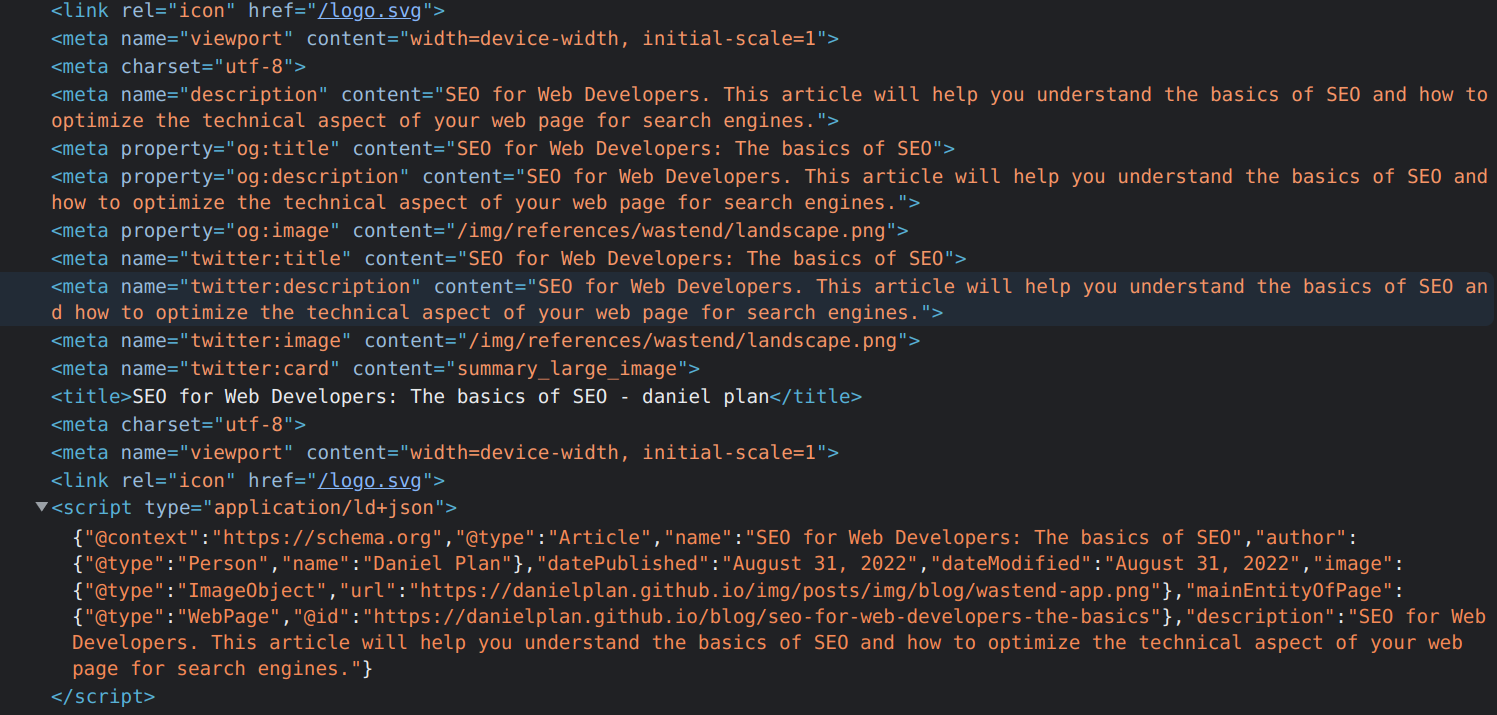 <link rel="icon" href="/logo.svg">
<meta name="viewport" content="width=device-width, initial-scale=1">
<meta charset="utf-8">
<meta name="description" content="SEO for Web Developers. This article will help you understand the basics of SEO and how to
optimize the technical aspect of your web page for search engines.">
<meta property="og:title" content="SEO for Web Developers: The basics of SEO">
<meta property="og:description" content="SEO for Web Developers. This article will help you understand the basics of SEO and
how to optimize the technical aspect of your web page for search engines.">
<meta property="og:image" content="/img/references/wastend/landscape.png">
<meta name="twitter:title" content="SEO for Web Developers: The basics of SEO">
<meta name="twitter:description" content="SEO for Web Developers. This article will help you understand the basics of SEO an
d how to optimize the technical aspect of your web page for search engines.">
<meta name="twitter:image" content="/img/references/wastend/landscape.png">
<meta name="twitter:card" content="summary_large_image">
<title>SEO for Web Developers: The basics of SEO - daniel plan</title>
<meta charset="utf-8">
<meta name="viewport" content="width=device-width, initial-scale=1">
<link rel="icon" href="/logo.svg">
<script type="application/ld+json">
{"@context":"https://schema.org","@type":"Article","name":"SEO for Web Developers: The basics of SEO","author":
{"@type":"Person","name":"Daniel Plan"},"datePublished":"August 31, 2022","dateModified":"August 31, 2022","image":
{"@type":"ImageObject","url":"https://danielplan.github.io/img/posts/img/blog/wastend-app.png"},"mainEntityOfPage":
{"@type":"WebPage","@id":"https://danielplan.github.io/blog/seo-for-web-developers-the-basics"},"description":"SEO for Web
Developers. This article will help you understand the basics of SEO and how to optimize the technical aspect of your web
page for search engines."}
</script>